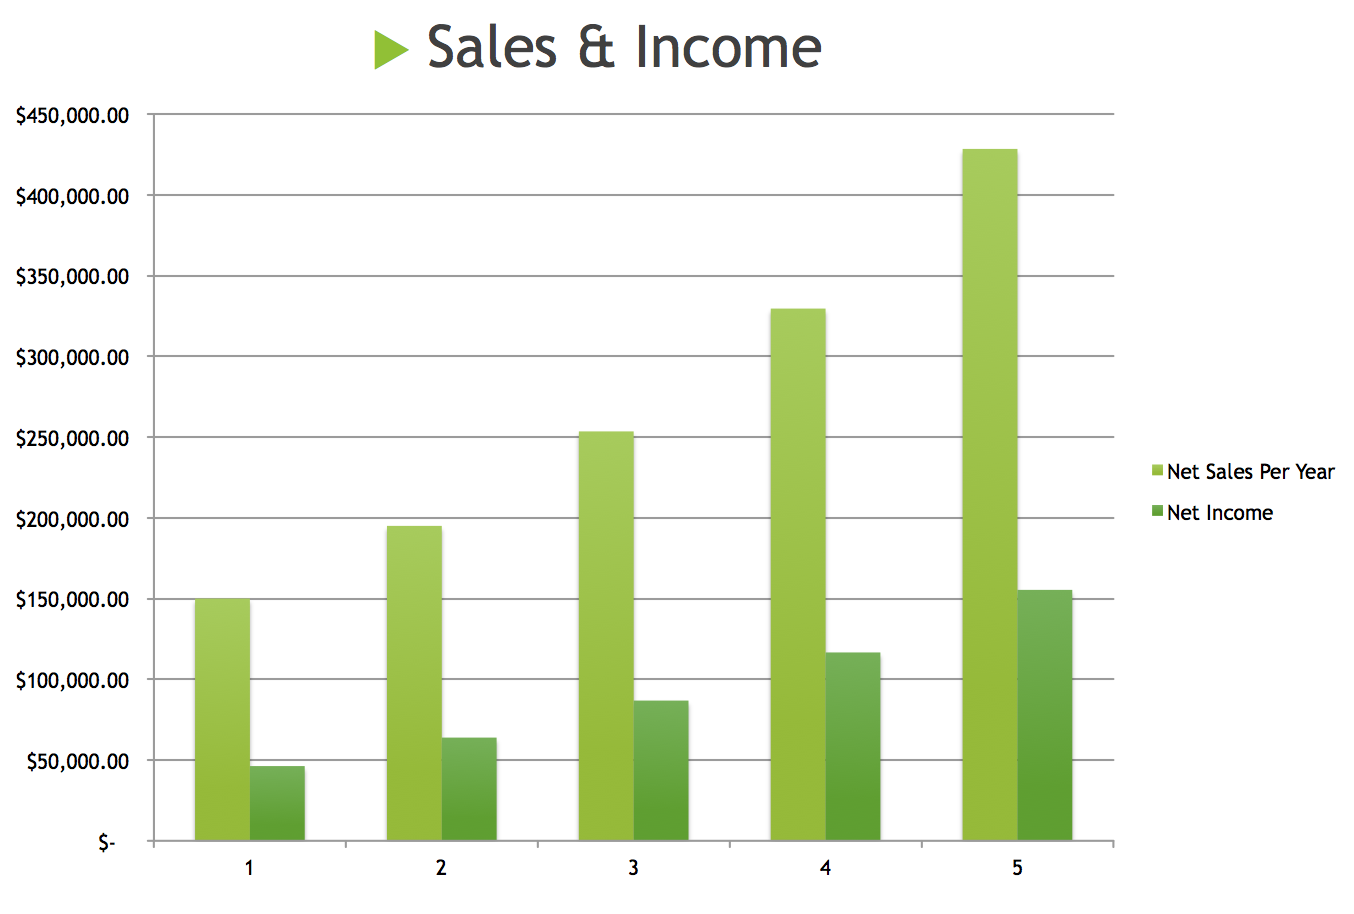 Sales & Income
$450,000.00
$400,000.00
$350,000.00
$300,000.00
$250,000.00
$200,000.00
$150,000.00
$100,000.00
$50,000.00
$-
1 2 3 4 5
Net Sales Per Year
Net Income